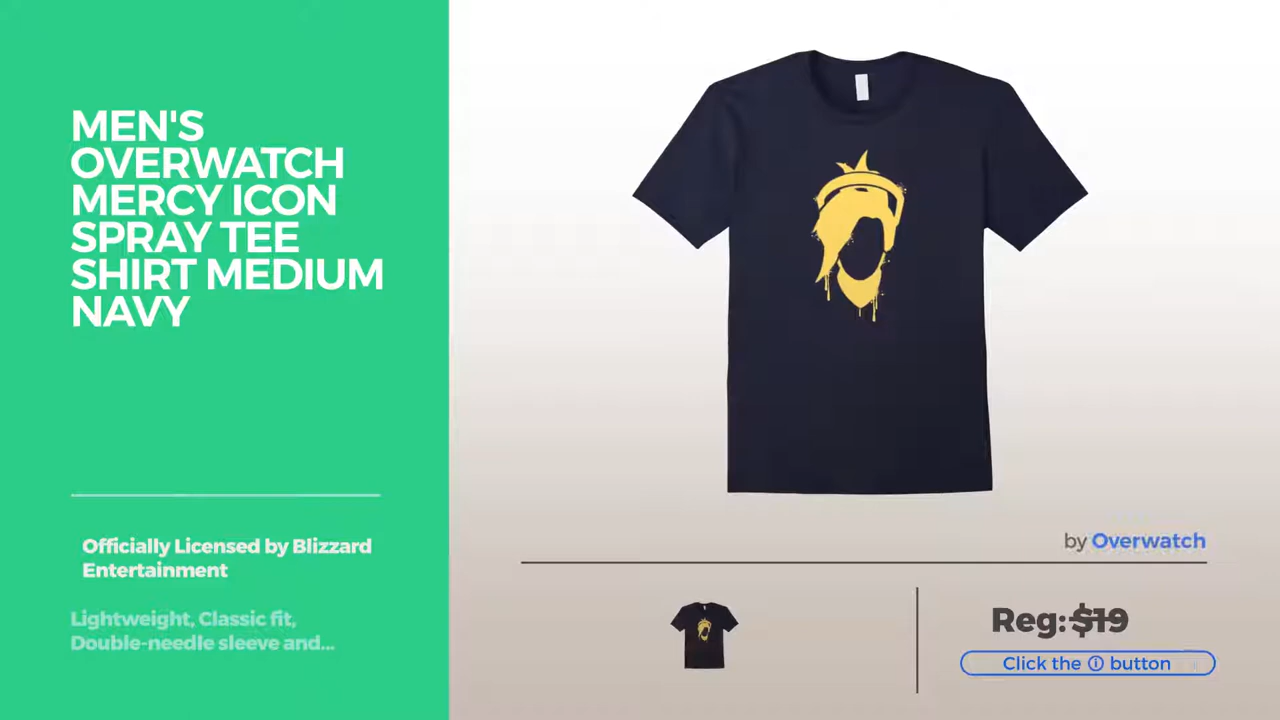 MEN'S
OVERWATCH
MERCY ICON
SPRAY TEE
SHIRT MEDIUM
NAVY
Officially Licensed by Blizzard
Entertainment
Lightweight, Classic fit,
Double-needle sleeve and...
by Overwatch
Reg: $19
Click the ⓘ button